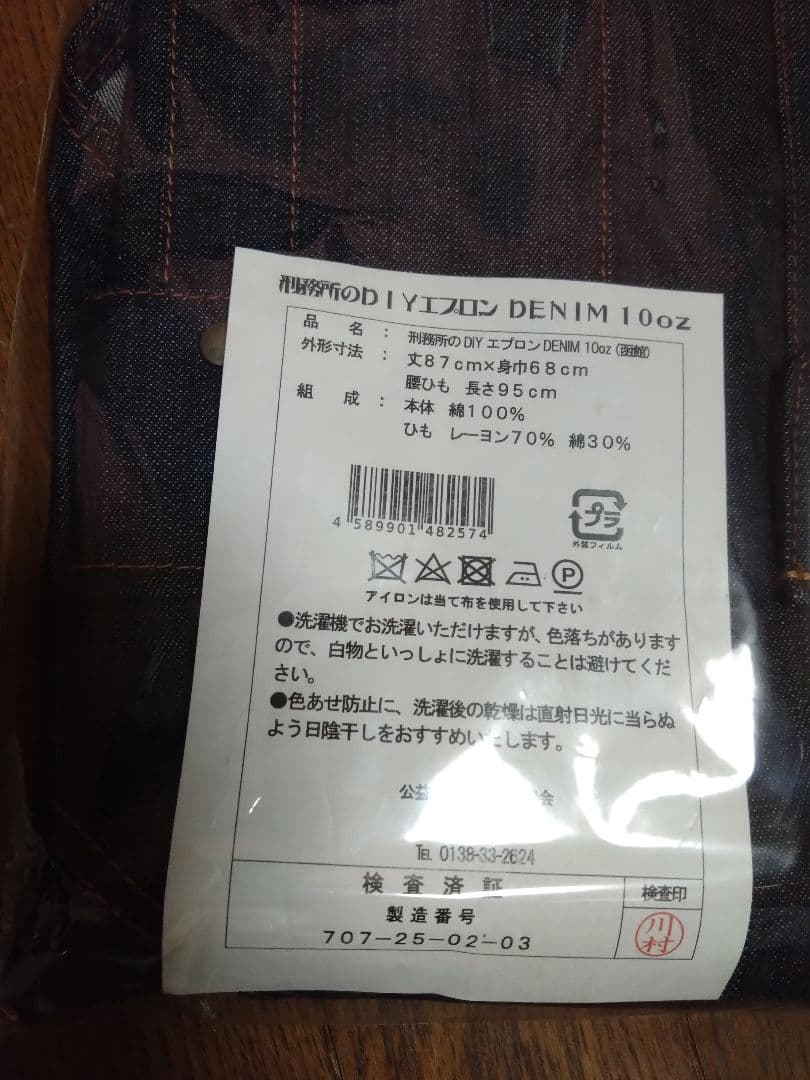 刑務所のDIYエプロン DENIM 10oz
品名：刑務所のDIYエプロンDENIM 10oz(函館)
外形寸法：丈87cm×身巾68cm
腰ひも 長さ95cm
組成：本体 綿100%
ひも レーヨン70% 綿30%
4 589901 482574
プラ
外装フィルム
P
アイロンは当て布を使用して下さい
●洗濯機でお洗濯いただけますが、色落ちがあります
ので、白物といっしょに洗濯することは避けてくだ
さい。
●色あせ防止に、洗濯後の乾燥は直射日光に当らぬ
よう日陰干しをおすすめいたします。
公益
会
TEL 0138-33-2624
検査済証
検査印
製造番号
707-25-02-03
川村